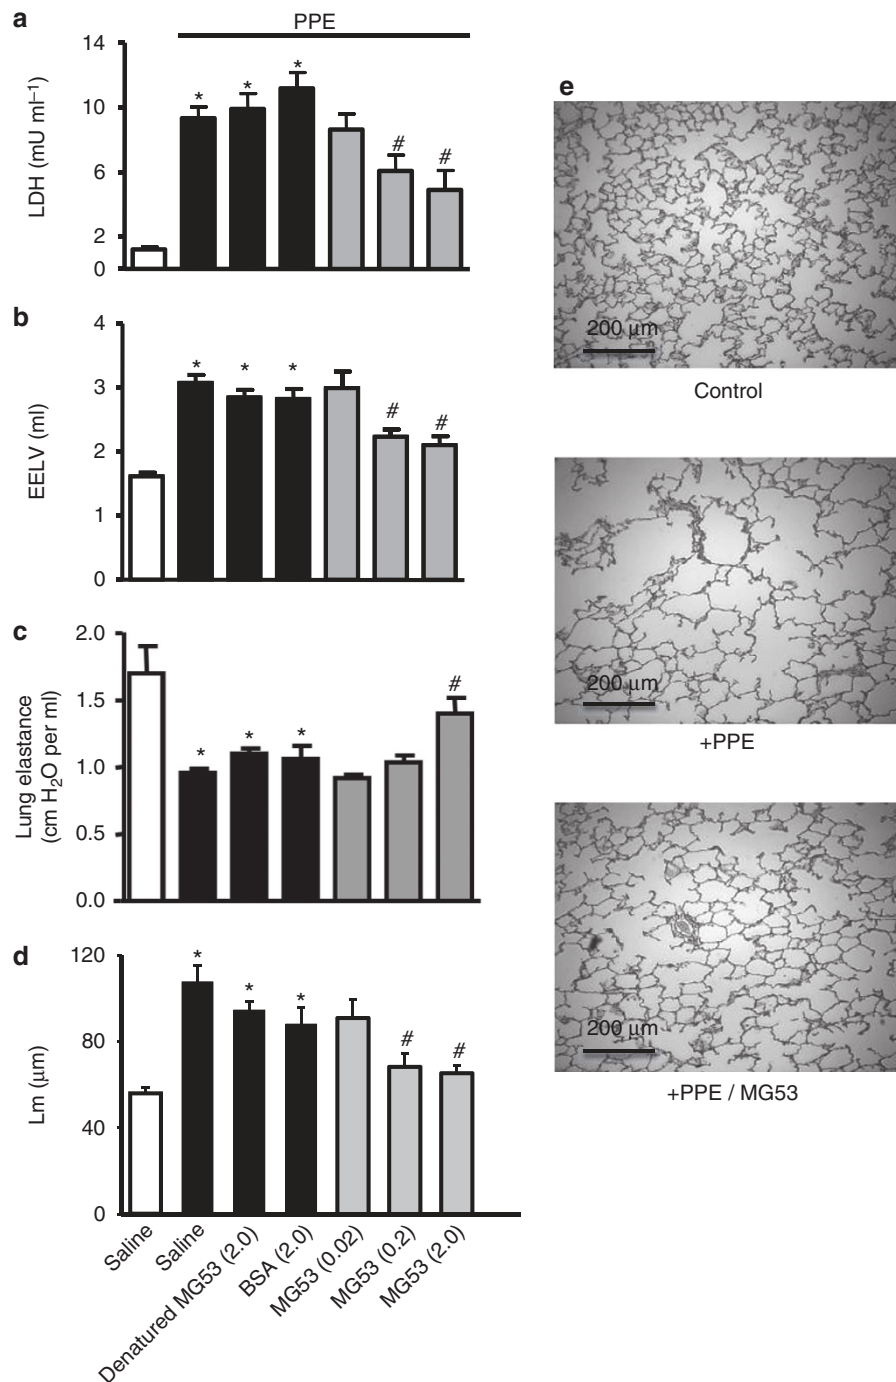 a
PPE
14
10
6
2
0
LDH (mU ml⁻¹)
*
*
*
#
#
b
4
3
2
1
0
EELV (ml)
*
*
*
#
#
c
2.0
1.5
1.0
0.5
0.0
Lung elastance
(cm H₂O per ml)
*
*
*
#
d
120
80
40
0
Lm (μm)
*
*
*
#
#
Saline
Saline
Denatured MG53 (2.0)
BSA (2.0)
MG53 (0.02)
MG53 (0.2)
MG53 (2.0)
e
200 μm
Control
200 μm
+PPE
200 μm
+PPE / MG53